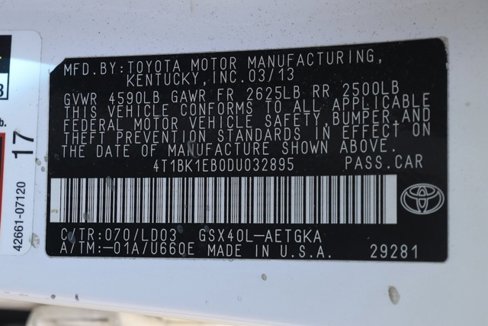 MFD.BY:TOYOTA MOTOR MANUFACTURING,
KENTUCKY, INC.03/13
GVWR 4590LB GAWR FR 2625LB RR 2500LB
THIS VEHICLE CONFORMS TO ALL APPLICABLE
FEDERAL MOTOR VEHICLE SAFETY,BUMPER,AND
THEFT PREVENTION STANDARDS IN EFFECT ON
THE DATE OF MANUFACTURE SHOWN ABOVE.
4T1BK1EB0DU032895 PASS.CAR
C/TR:070/LD03 GSX40L-AETGKA
A/TM:-01A/U660E MADE IN U.S.A. 29281
17
42661-07120